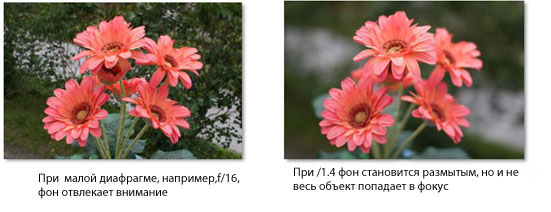 При  малой диафрагме, например,f/16,
фон отвлекает внимание
При /1.4 фон становится размытым, но и не
весь объект попадает в фокус